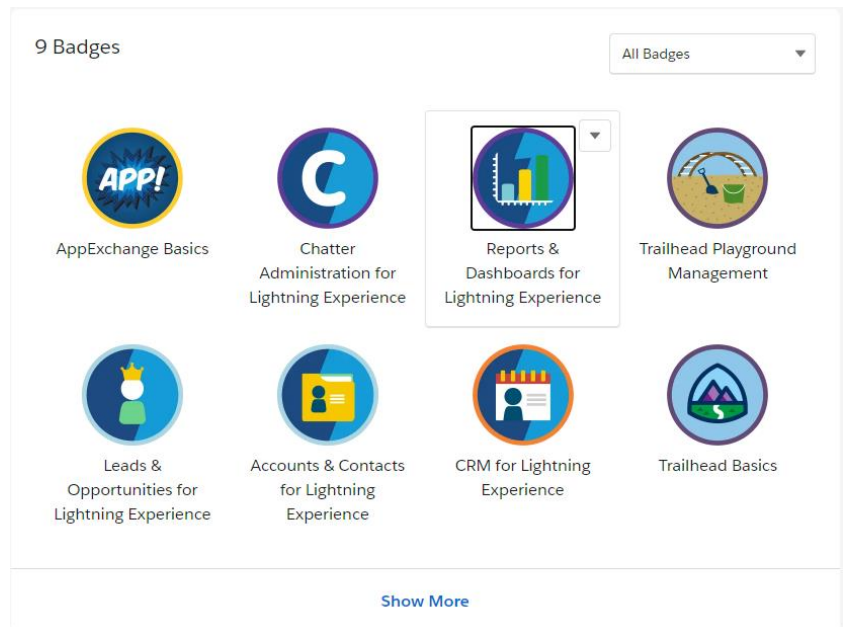 9 Badges
All Badges
APP!
AppExchange Basics
C
Chatter
Administration for
Lightning Experience
Reports &
Dashboards for
Lightning Experience
Trailhead Playground
Management
Leads &
Opportunities for
Lightning Experience
Accounts & Contacts
for Lightning
Experience
CRM for Lightning
Experience
Trailhead Basics
Show More